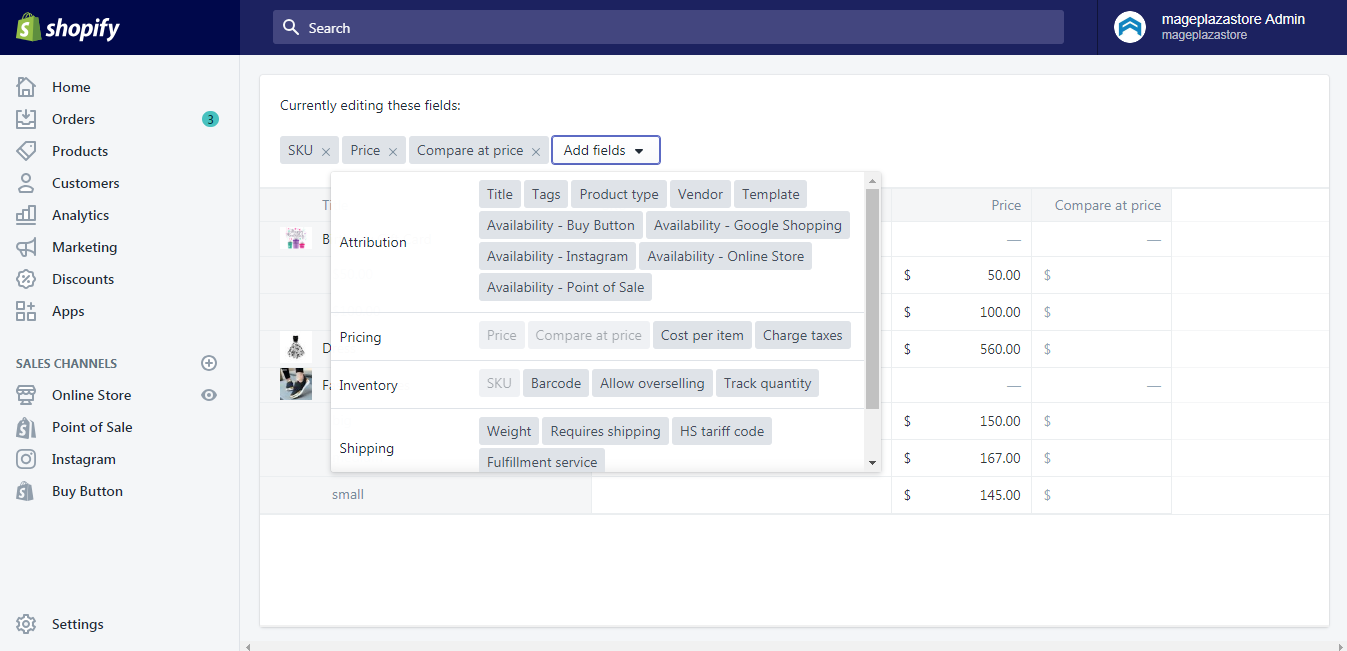 shopify
Search
mageplazastore Admin
mageplazastore
Home
Orders 3
Products
Customers
Analytics
Marketing
Discounts
Apps
SALES CHANNELS
Online Store
Point of Sale
Instagram
Buy Button
Settings
Currently editing these fields:
SKU × Price × Compare at price × Add fields
Attribution
Title Tags Product type Vendor Template
Availability - Buy Button Availability - Google Shopping
Availability - Instagram Availability - Online Store
Availability - Point of Sale
Pricing
Price Compare at price Cost per item Charge taxes
Inventory
SKU Barcode Allow overselling Track quantity
Shipping
Weight Requires shipping HS tariff code
Fulfillment service
Price Compare at price
— —
$ 50.00 $
$ 100.00 $
$ 560.00 $
— —
$ 150.00 $
$ 167.00 $
small $ 145.00 $